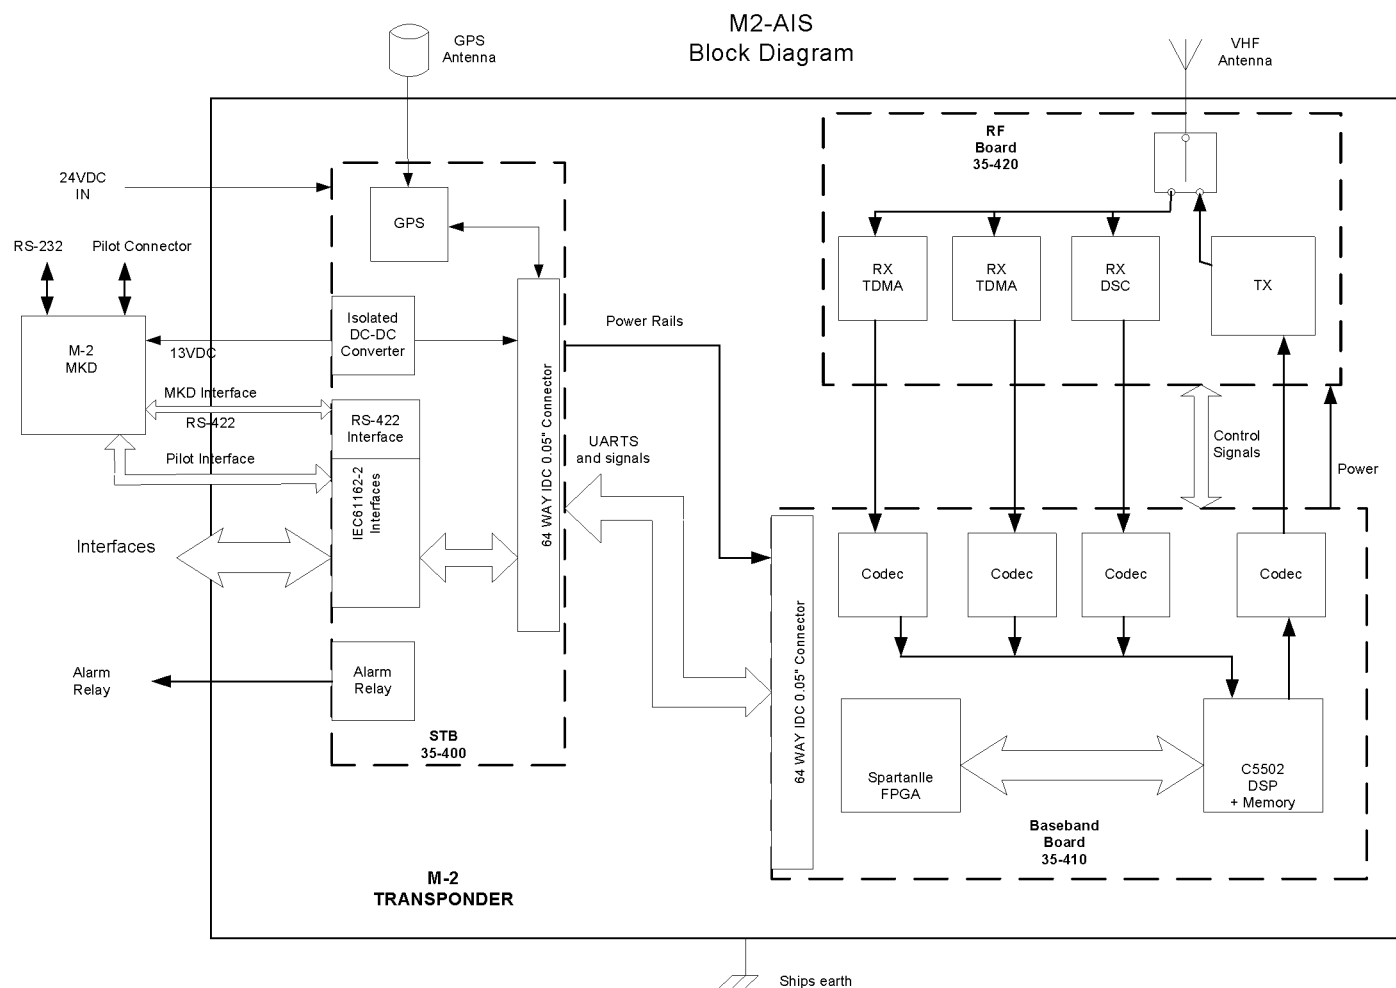 M2-AIS
Block Diagram
GPS
Antenna
VHF
Antenna
RF
Board
35-420
24VDC
IN
GPS
RS-232
Pilot Connector
RX
TDMA
RX
TDMA
RX
DSC
TX
Isolated
DC-DC
Converter
Power Rails
M-2
MKD
13VDC
MKD Interface
RS-422
RS-422
Interface
Pilot Interface
IEC61162-2
Interfaces
64 WAY IDC 0.05" Connector
UARTS
and signals
Control
Signals
Power
Interfaces
Codec
Codec
Codec
Codec
Alarm
Relay
Alarm
Relay
64 WAY IDC 0.05" Connector
STB
35-400
SpartanIIe
FPGA
C5502
DSP
+ Memory
Baseband
Board
35-410
M-2
TRANSPONDER
Ships earth